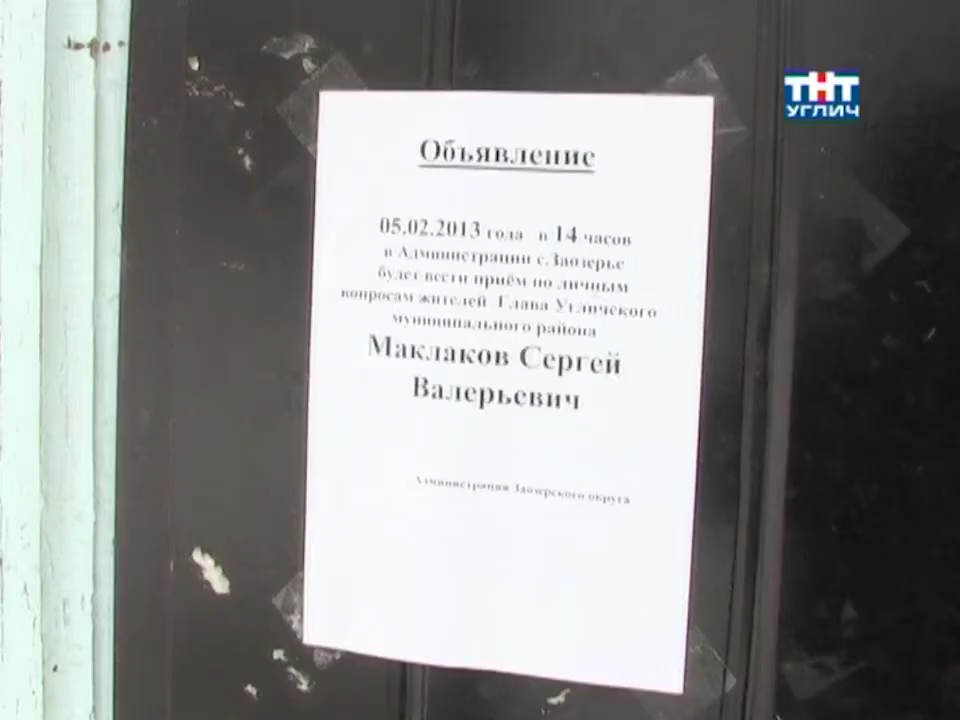 ТНТ
УГЛИЧ
Объявление
05.02.2013 года в 14 часов
в Администрации с.Заозерье
будет вести приём по личным
вопросам жителей Глава Угличского
муниципального района
Маклаков Сергей
Валерьевич
Администрация Заозерского округа